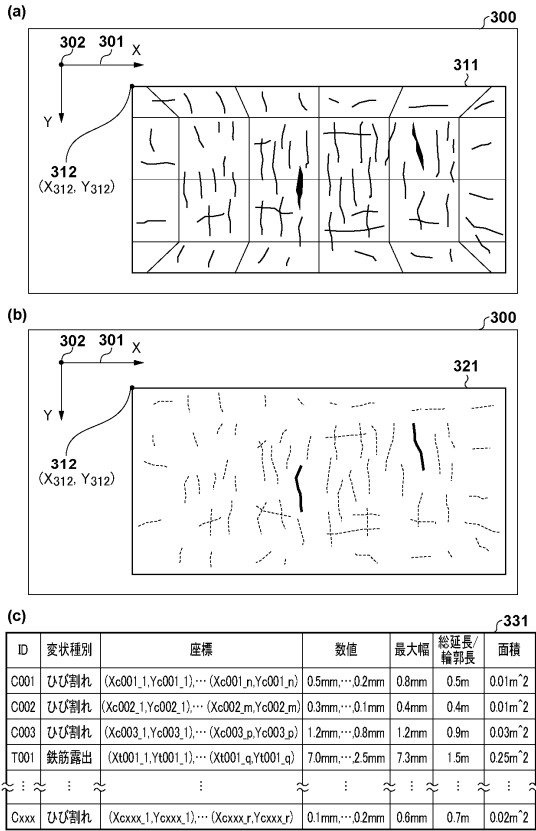 (a)
300
302 301
X
311
Y
312
(X312, Y312)
(b)
300
302 301
X
321
Y
312
(X312, Y312)
(c)
331
ID 変状種別 座標 数値 最大幅 総延長/輪郭長 面積
C001 ひび割れ (Xc001_1,Yc001_1),… (Xc001_n,Yc001_n) 0.5mm,…,0.2mm 0.8mm 0.5m 0.01m^2
C002 ひび割れ (Xc002_1,Yc002_1),… (Xc002_m,Yc002_m) 0.3mm,…,0.1mm 0.4mm 0.4m 0.01m^2
C003 ひび割れ (Xc003_1,Yc003_1),… (Xc003_p,Yc003_p) 1.2mm,…,0.8mm 1.2mm 0.9m 0.03m^2
T001 鉄筋露出 (Xt001_1,Yt001_1),… (Xt001_q,Yt001_q) 7.0mm,…,2.5mm 7.3mm 1.5m 0.25m^2
⋮ ⋮ ⋮ ⋮ ⋮ ⋮ ⋮
Cxxx ひび割れ (Xcxxx_1,Ycxxx_1),… (Xcxxx_r,Ycxxx_r) 0.1mm,…,0.2mm 0.6mm 0.7m 0.02m^2